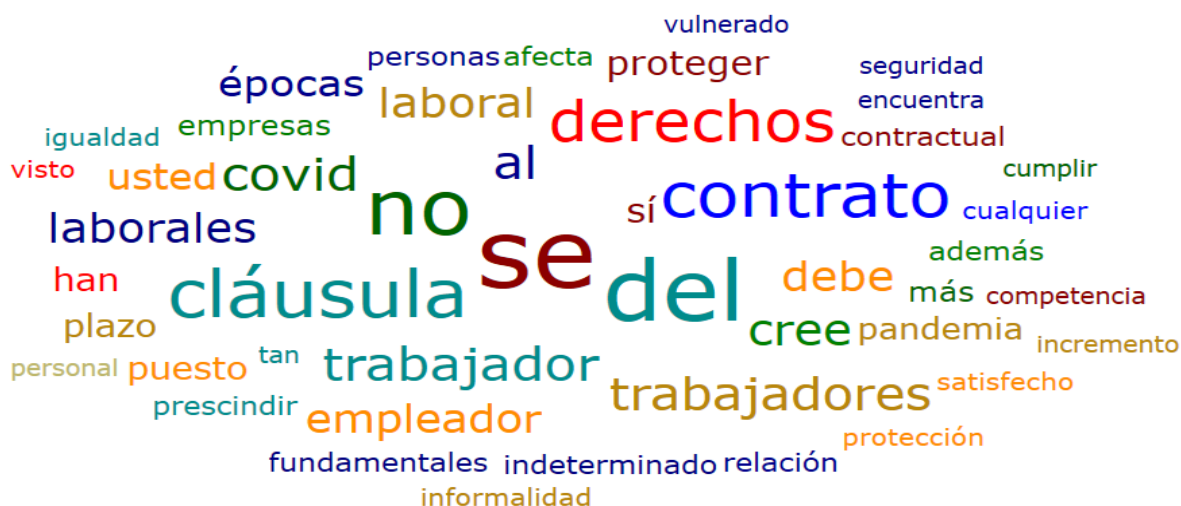 vulnerado
personas afecta proteger seguridad
épocas laboral derechos encuentra
igualdad empresas contractual
visto usted covid no al sí contrato cumplir
laborales cualquier
han cláusula se del debe además
más competencia
plazo cree pandemia
personal puesto tan trabajador incremento
prescindir empleador trabajadores satisfecho
protección
fundamentales indeterminado relación
informalidad